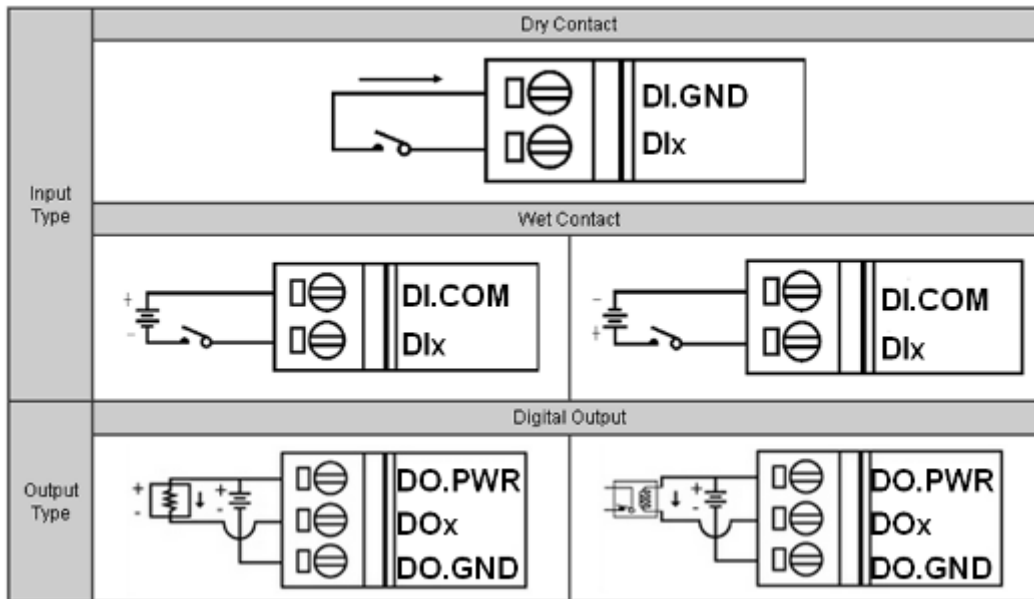 Dry Contact
Input
Type
DI.GND
DIx
Wet Contact
+
-
DI.COM
DIx
-
+
DI.COM
DIx
Digital Output
Output
Type
+
-
+
-
DO.PWR
DOx
DO.GND
+
-
DO.PWR
DOx
DO.GND